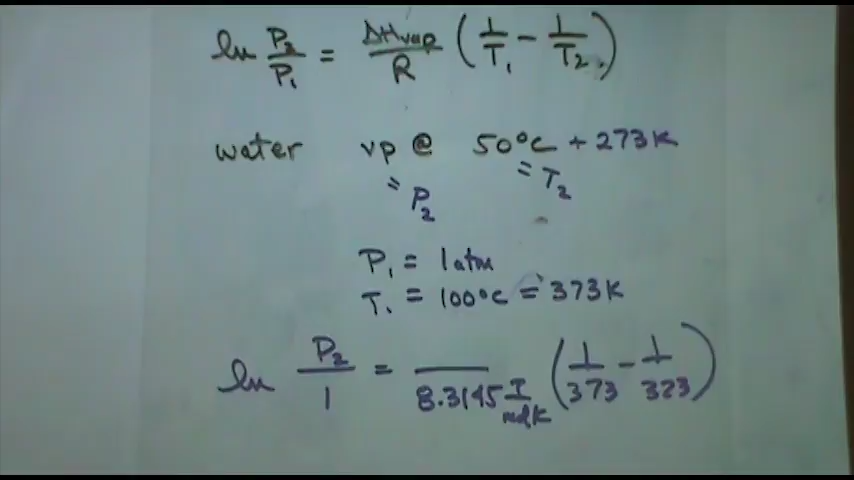 ln P2/P1 = ΔHvap/R (1/T1 - 1/T2)
water vp @ 50°C + 273K
= P2 = T2
P1 = 1atm
T1 = 100°C = 373K
ln P2/1 = /8.3145 J/molK (1/373 - 1/323)